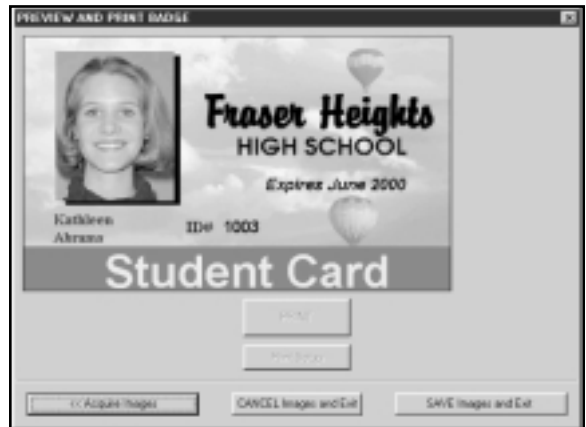 PREVIEW AND PRINT BADGE
Fraser Heights
HIGH SCHOOL
Expires June 2000
Kathleen
Abrams
ID# 1003
Student Card
PRINT
<< Acquire Images
CANCEL Images and Exit
SAVE Images and Exit